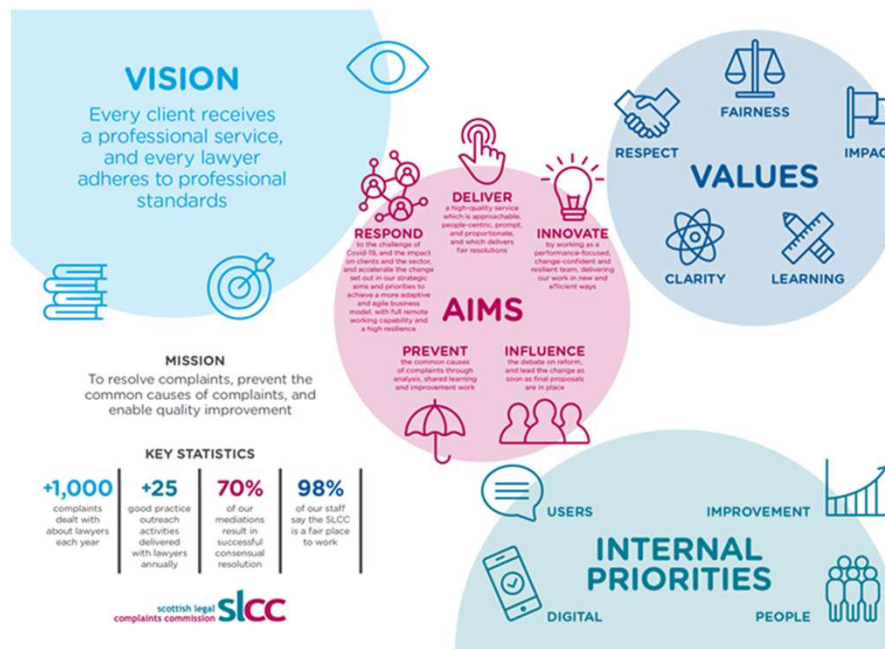 VISION
Every client receives
a professional service,
and every lawyer
adheres to professional
standards
MISSION
To resolve complaints, prevent the
common causes of complaints, and
enable quality improvement
KEY STATISTICS
+1,000
complaints
dealt with
about lawyers
each year
+25
good practice
outreach
activities
delivered
with lawyers
annually
70%
of our
mediations
result in
successful
consensual
resolution
98%
of our staff
say the SLCC
is a fair place
to work
scottish legal
complaints commission
slcc
AIMS
RESPOND
to the challenge of
Covid-19, and the impact
on clients and the sector,
and accelerate the change
set out in our strategic
aims and priorities to
achieve a more adaptive
and agile business
model, with full remote
working capability and
a high resilience
DELIVER
a high-quality service
which is approachable,
people-centric, prompt,
and proportionate,
and which delivers
fair resolutions
INNOVATE
by working as a
performance-focused,
change-confident and
resilient team, delivering
our work in new and
efficient ways
PREVENT
the common causes
of complaints through
analysis, shared learning
and improvement work
INFLUENCE
the debate on reform,
and lead the change as
soon as final proposals
are in place
VALUES
RESPECT
FAIRNESS
IMPAC
CLARITY
LEARNING
INTERNAL
PRIORITIES
USERS
IMPROVEMENT
DIGITAL
PEOPLE